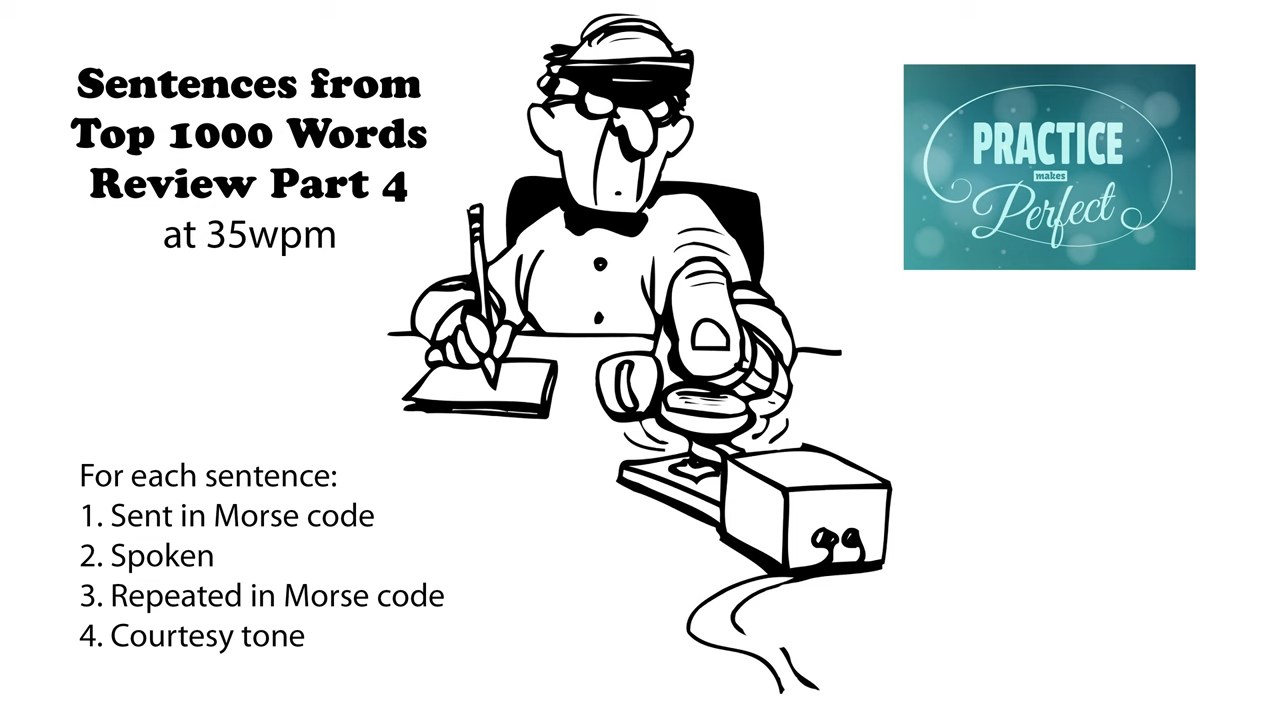 Sentences from
Top 1000 Words
Review Part 4
at 35wpm
PRACTICE
makes
Perfect
For each sentence:
1. Sent in Morse code
2. Spoken
3. Repeated in Morse code
4. Courtesy tone